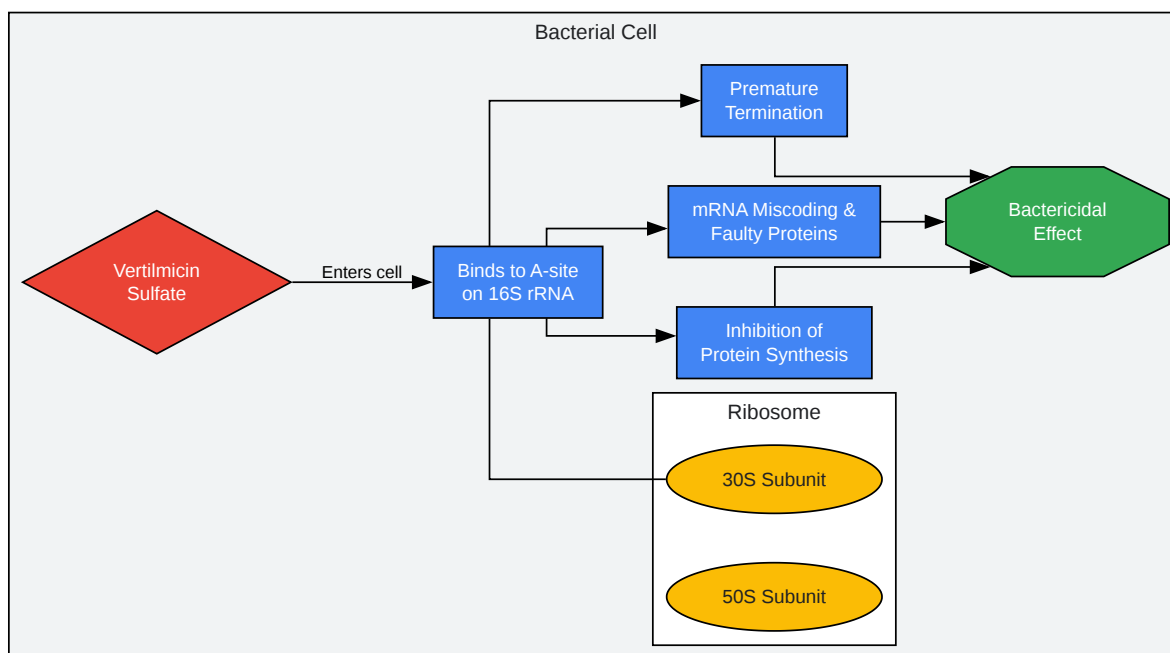 Bacterial Cell
Premature
Termination
mRNA Miscoding &
Faulty Proteins
Bactericidal
Effect
Vertilmicin
Sulfate
Enters cell
Binds to A-site
on 16S rRNA
Inhibition of
Protein Synthesis
Ribosome
30S Subunit
50S Subunit